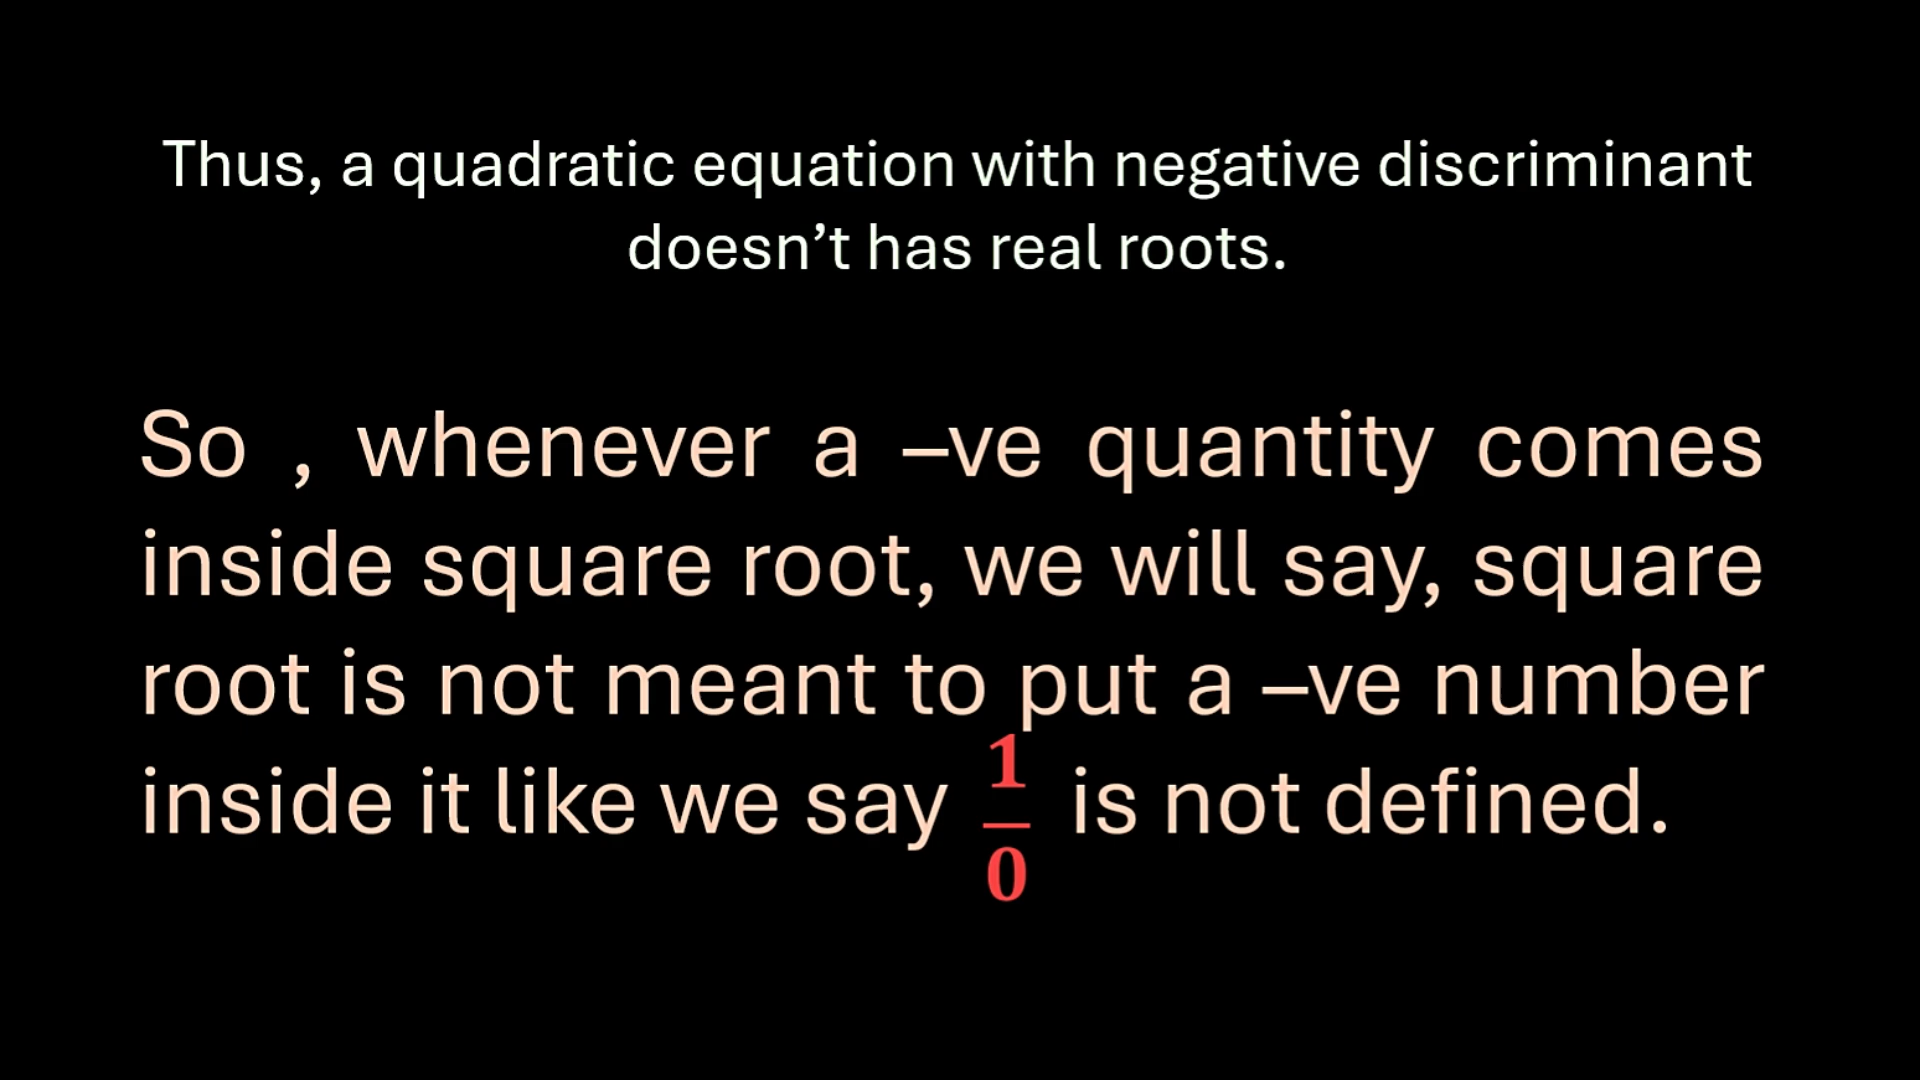 Thus, a quadratic equation with negative discriminant
doesn’t has real roots.
So , whenever a –ve quantity comes
inside square root, we will say, square
root is not meant to put a –ve number
inside it like we say 1/0 is not defined.